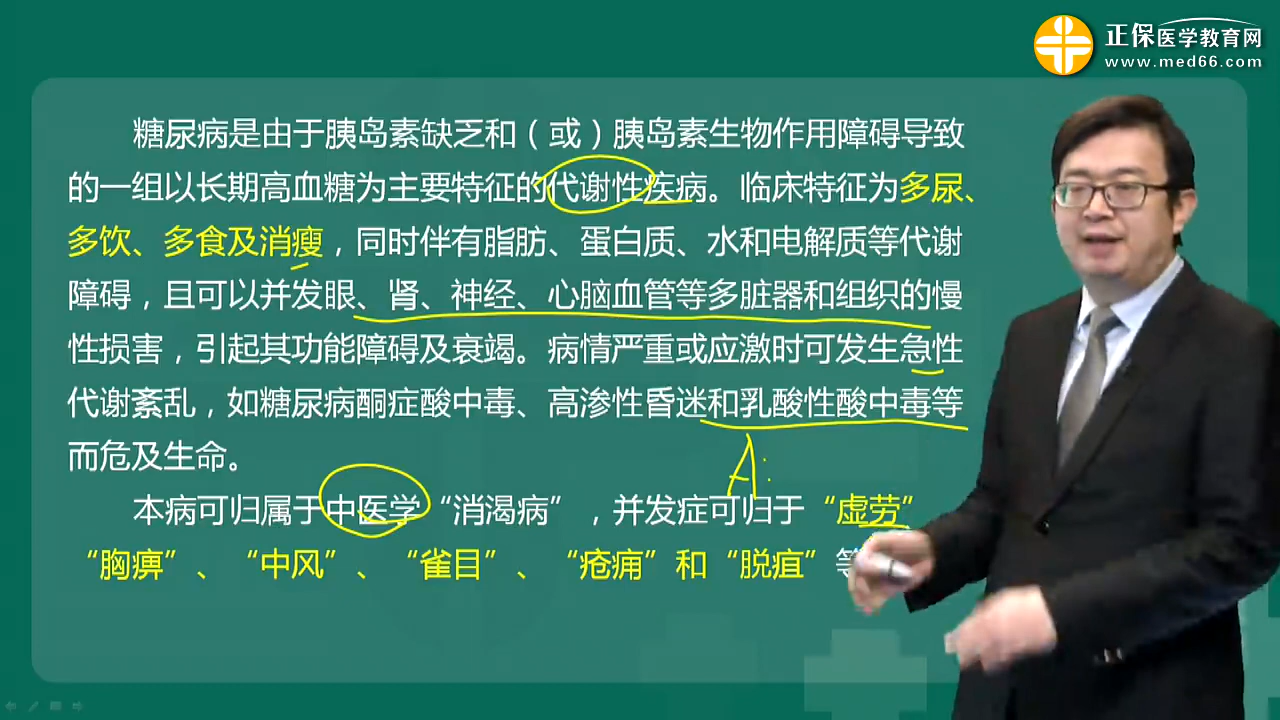 正保医学教育网
www.med66.com
糖尿病是由于胰岛素缺乏和（或）胰岛素生物作用障碍导致
的一组以长期高血糖为主要特征的代谢性疾病。临床特征为多尿、
多饮、多食及消瘦，同时伴有脂肪、蛋白质、水和电解质等代谢
障碍，且可以并发眼、肾、神经、心脑血管等多脏器和组织的慢
性损害，引起其功能障碍及衰竭。病情严重或应激时可发生急性
代谢紊乱，如糖尿病酮症酸中毒、高渗性昏迷和乳酸性酸中毒等
而危及生命。
A:
本病可归属于中医学“消渴病”，并发症可归于“虚劳”
“胸痹”、“中风”、“雀目”、“疮痈”和“脱疽”等